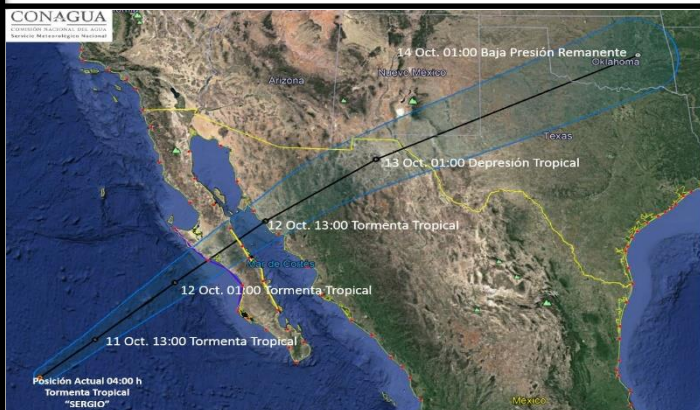 CONAGUA
COMISIÓN NACIONAL DEL AGUA
Servicio Meteorológico Nacional
14 Oct. 01:00 Baja Presión Remanente
Oklahoma
Arizona
Nuevo México
Texas
13 Oct. 01:00 Depresión Tropical
12 Oct. 13:00 Tormenta Tropical
Mar de Cortés
12 Oct. 01:00 Tormenta Tropical
11 Oct. 13:00 Tormenta Tropical
Posición Actual 04:00 h
Tormenta Tropical
"SERGIO"
México